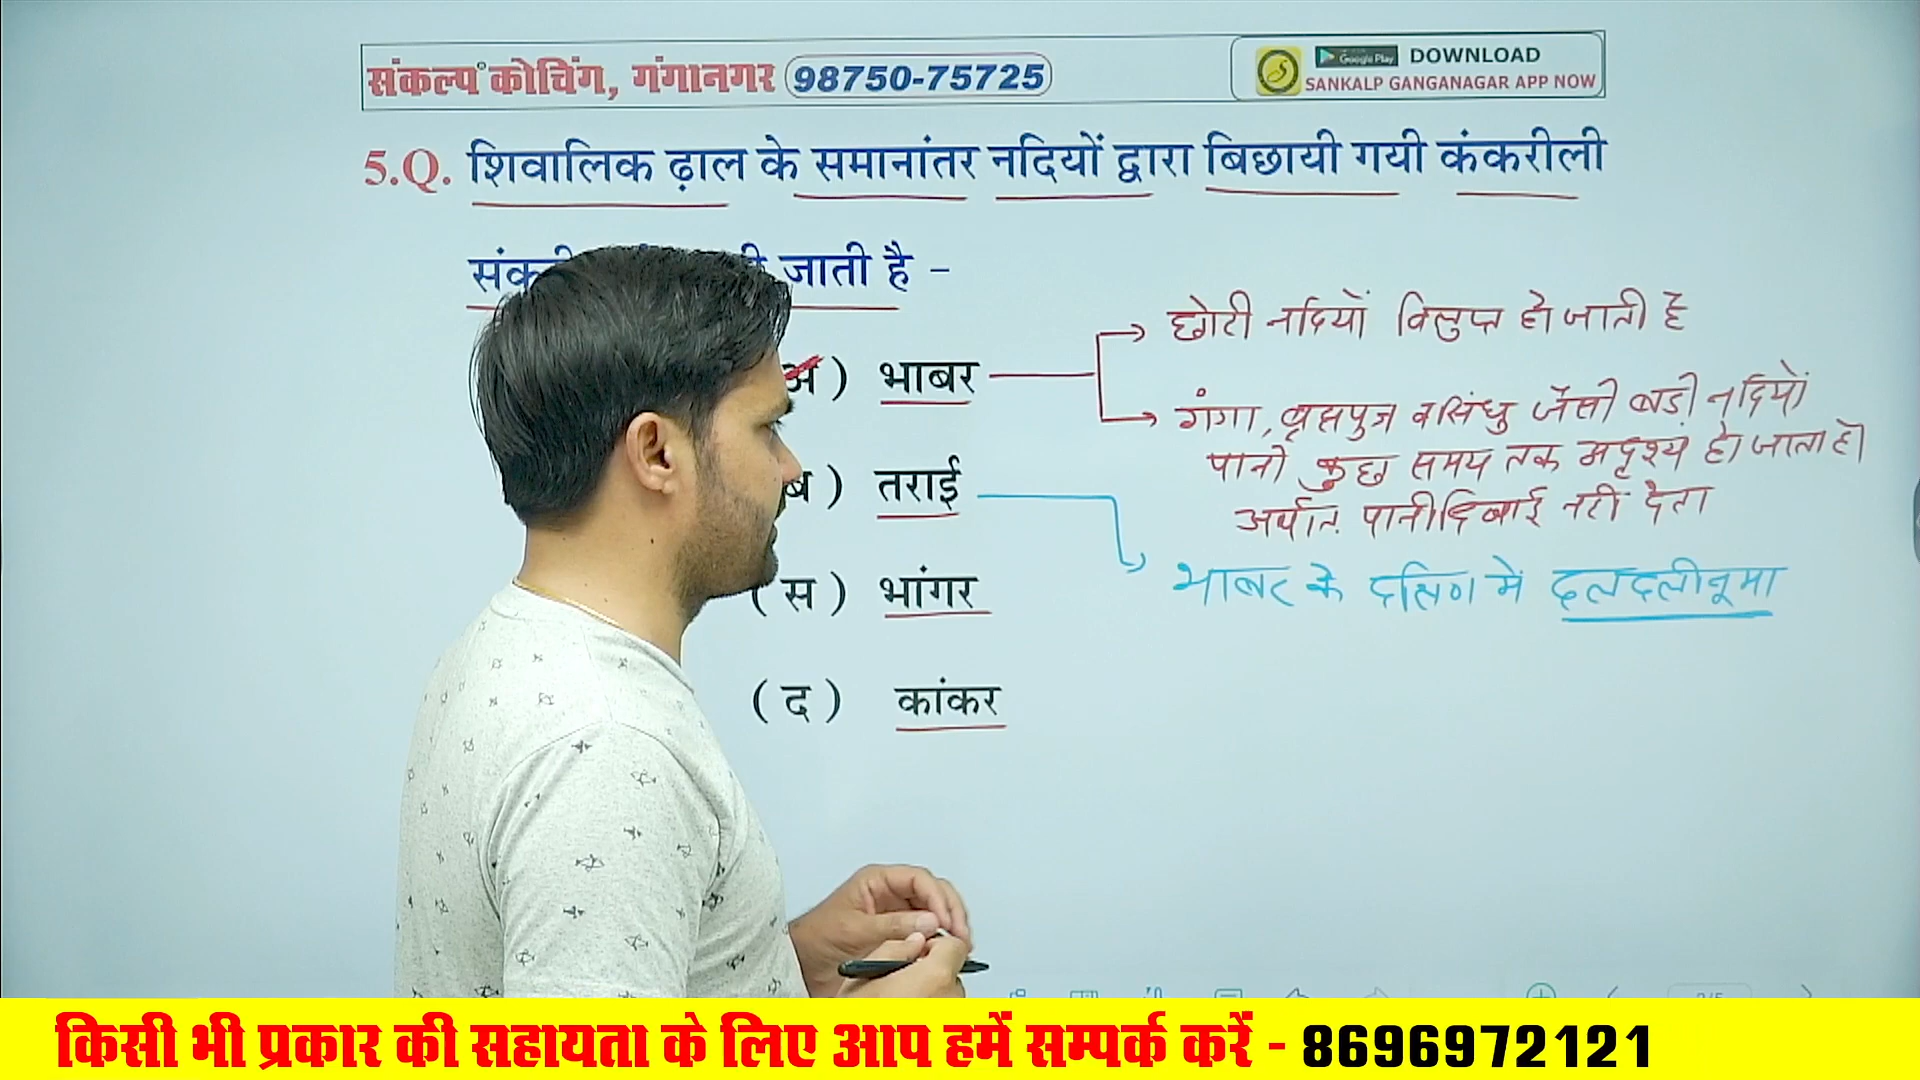 संकल्प कोचिंग, गंगानगर 98750-75725
Google Play DOWNLOAD
SANKALP GANGANAGAR APP NOW
5.Q. शिवालिक ढ़ाल के समानांतर नदियों द्वारा बिछायी गयी कंकरीली
जाती है -
अ ) भाबर
छोटी नदियाँ विलुप्त हो जाती है
गंगा, ब्रह्मपुत्र व सिंधु जैसी बड़ी नदियों
पानी कुछ समय तक अदृश्य हो जाता है
अर्थात पानी दिखाई नही देता
ब ) तराई
भाबर के दक्षिण मे दलदलीनूमा
( स ) भांगर
( द ) कांकर
किसी भी प्रकार की सहायता के लिए आप हमें सम्पर्क करें - 8696972121